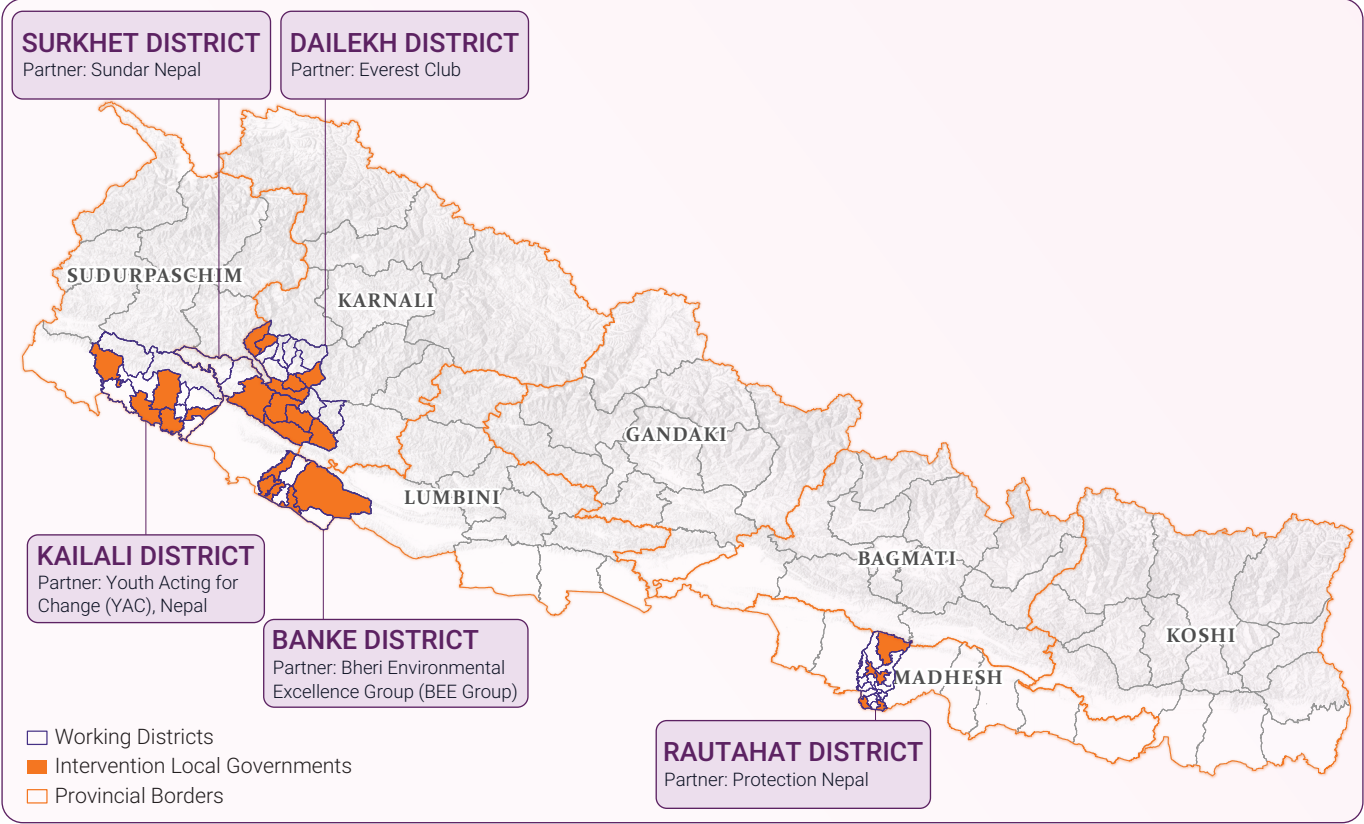 SURKHET DISTRICT
Partner: Sundar Nepal
DAILEKH DISTRICT
Partner: Everest Club
SUDURPASCHIM
KARNALI
GANDAKI
LUMBINI
BAGMATI
KOSHI
MADHESH
KAILALI DISTRICT
Partner: Youth Acting for
Change (YAC), Nepal
BANKE DISTRICT
Partner: Bheri Environmental
Excellence Group (BEE Group)
RAUTAHAT DISTRICT
Partner: Protection Nepal
Working Districts
Intervention Local Governments
Provincial Borders